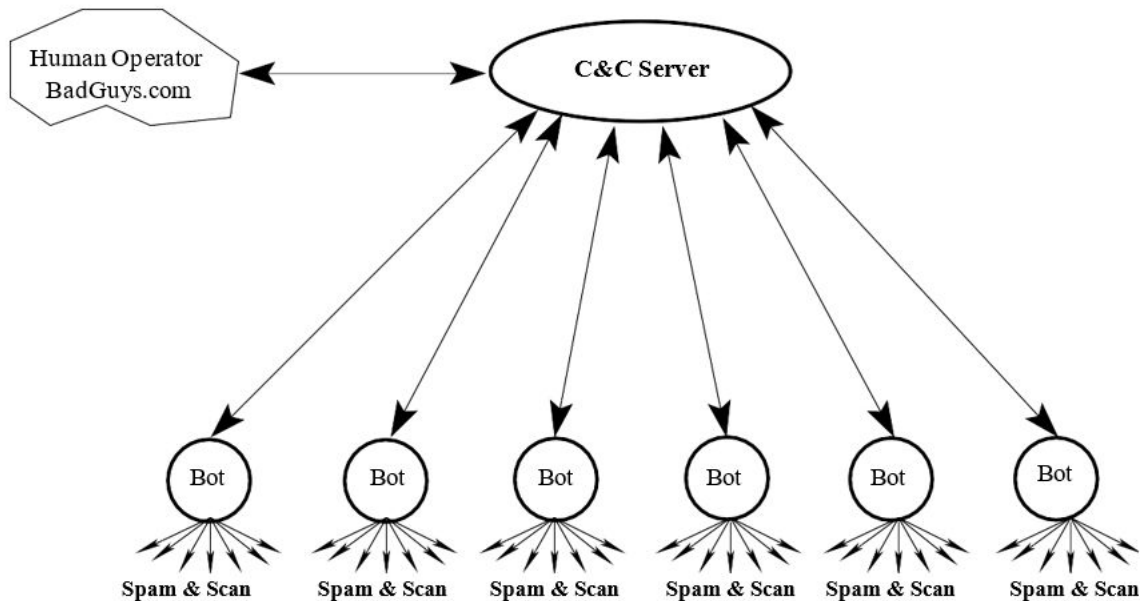 Human Operator
BadGuys.com
C&C Server
Bot
Bot
Bot
Bot
Bot
Bot
Spam & Scan
Spam & Scan
Spam & Scan
Spam & Scan
Spam & Scan
Spam & Scan